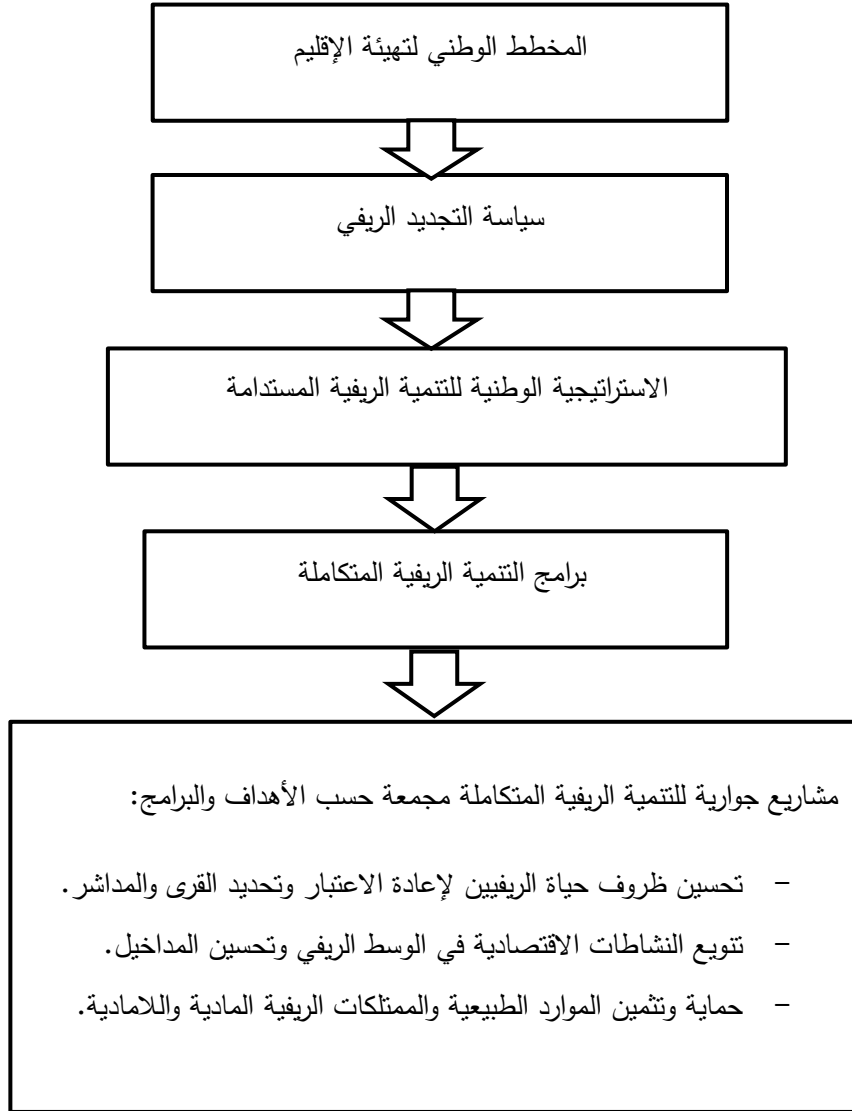 المخطط الوطني لتهيئة الإقليم
سياسة التجديد الريفي
الاستراتيجية الوطنية للتنمية الريفية المستدامة
برامج التنمية الريفية المتكاملة
مشاريع جوارية للتنمية الريفية المتكاملة مجمعة حسب الأهداف والبرامج:
- تحسين ظروف حياة الريفيين لإعادة الاعتبار وتحديد القرى والمداشر.
- تنويع النشاطات الاقتصادية في الوسط الريفي وتحسين المداخيل.
- حماية وتثمين الموارد الطبيعية والممتلكات الريفية المادية واللامادية.